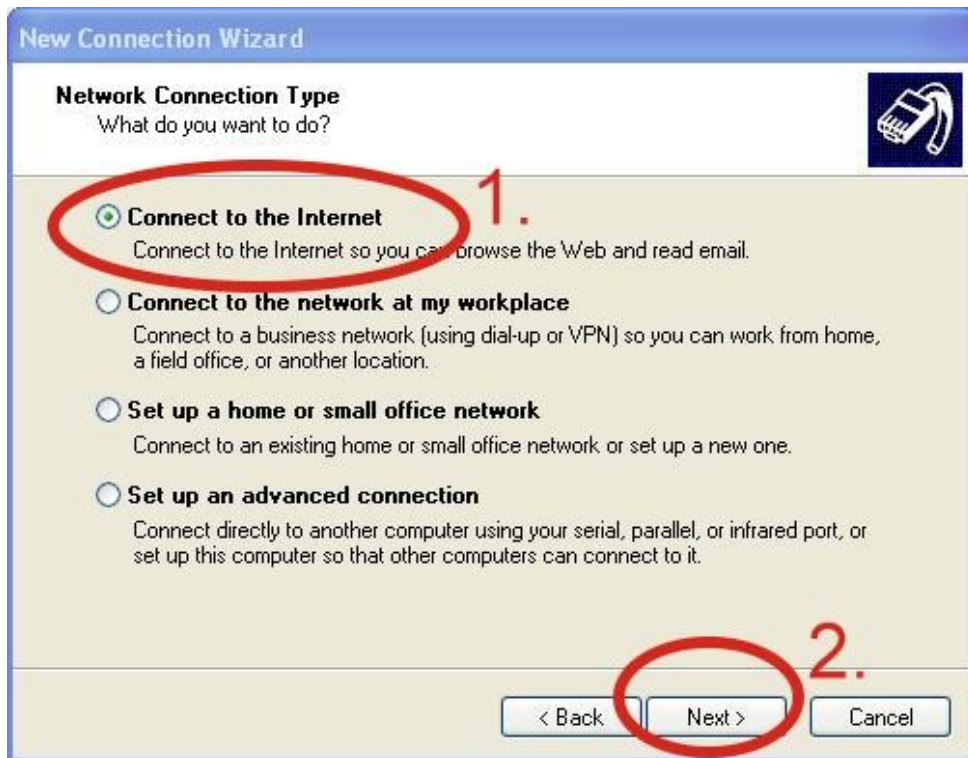 New Connection Wizard
Network Connection Type
What do you want to do?
1.
Connect to the Internet
Connect to the Internet so you can browse the Web and read email.
Connect to the network at my workplace
Connect to a business network (using dial-up or VPN) so you can work from home,
a field office, or another location.
Set up a home or small office network
Connect to an existing home or small office network or set up a new one.
Set up an advanced connection
Connect directly to another computer using your serial, parallel, or infrared port, or
set up this computer so that other computers can connect to it.
2.
< Back Next > Cancel